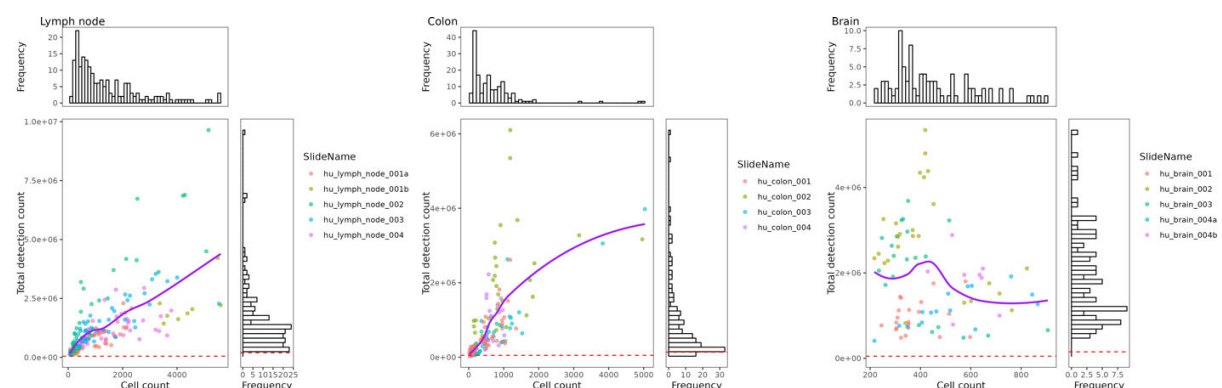 Lymph node
Frequency
20
15
10
5
0
Total detection count
1.0e+07
7.5e+06
5.0e+06
2.5e+06
0.0e+00
0
2000
4000
Cell count
0 5 10152025
Frequency
SlideName
hu_lymph_node_001a
hu_lymph_node_001b
hu_lymph_node_002
hu_lymph_node_003
hu_lymph_node_004
Colon
Frequency
40
30
20
10
0
Total detection count
6e+06
4e+06
2e+06
0e+00
0 1000 2000 3000 4000 5000
Cell count
0 10 20 30
Frequency
SlideName
hu_colon_001
hu_colon_002
hu_colon_003
hu_colon_004
Brain
Frequency
10.0
7.5
5.0
2.5
0.0
Total detection count
4e+06
2e+06
0e+00
200 400 600 800
Cell count
0.0 2.5 5.0 7.5
Frequency
SlideName
hu_brain_001
hu_brain_002
hu_brain_003
hu_brain_004a
hu_brain_004b